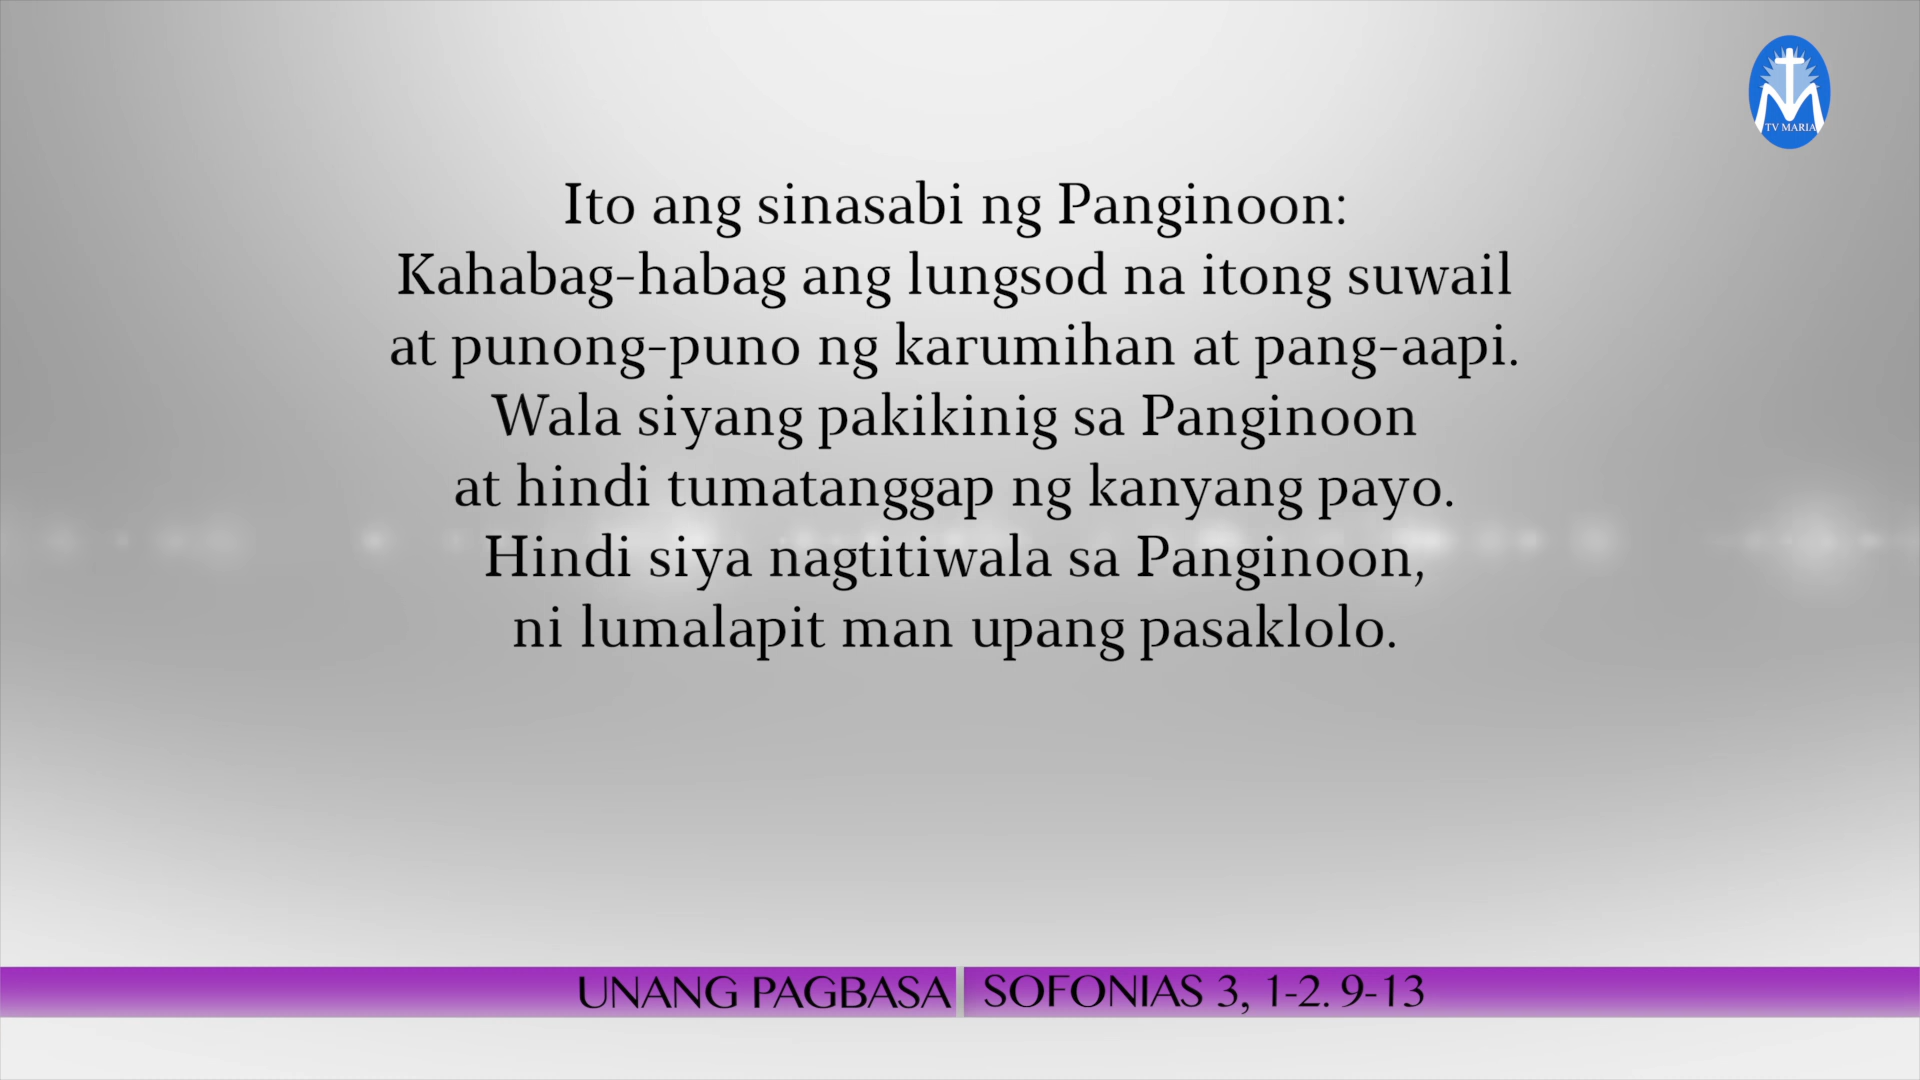 TV MARIA
Ito ang sinasabi ng Panginoon:
Kahabag-habag ang lungsod na itong suwail
at punong-puno ng karumihan at pang-aapi.
Wala siyang pakikinig sa Panginoon
at hindi tumatanggap ng kanyang payo.
Hindi siya nagtitiwala sa Panginoon,
ni lumalapit man upang pasaklolo.
UNANG PAGBASA SOFONIAS 3, 1-2. 9-13